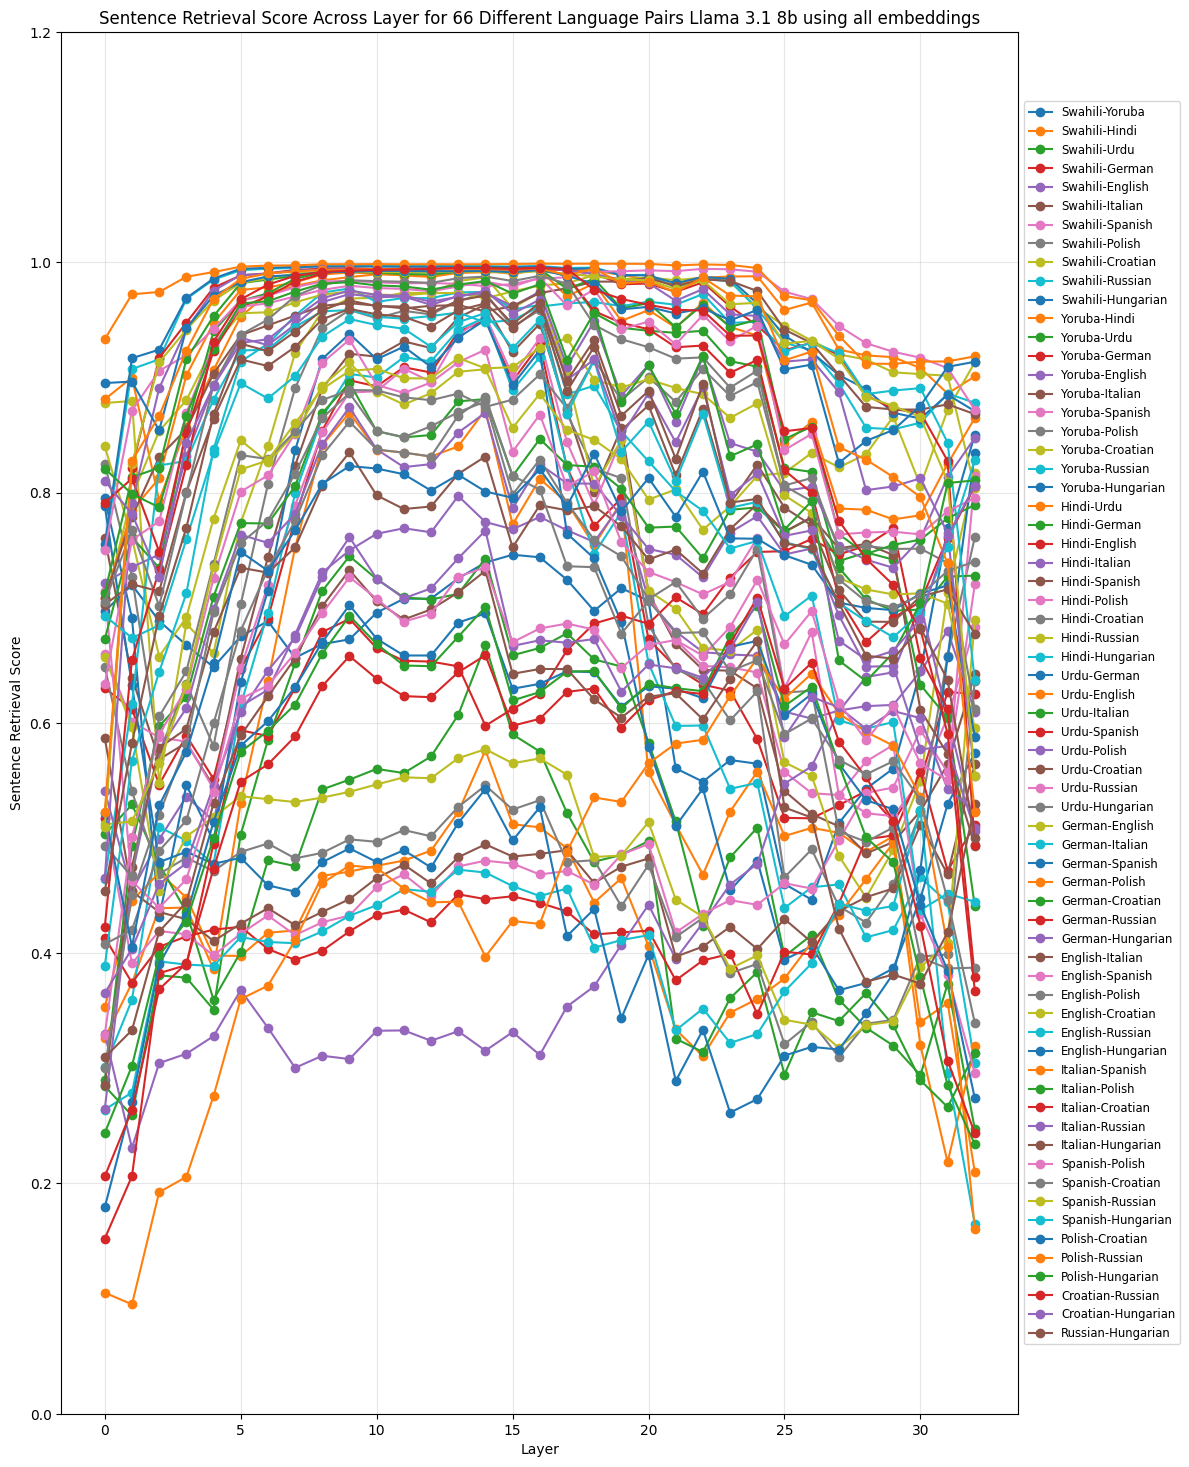 Sentence Retrieval Score Across Layer for 66 Different Language Pairs Llama 3.1 8b using all embeddings
Sentence Retrieval Score
1.2
1.0
0.8
0.6
0.4
0.2
0.0
0 5 10 15 20 25 30
Layer
Swahili-Yoruba
Swahili-Hindi
Swahili-Urdu
Swahili-German
Swahili-English
Swahili-Italian
Swahili-Spanish
Swahili-Polish
Swahili-Croatian
Swahili-Russian
Swahili-Hungarian
Yoruba-Hindi
Yoruba-Urdu
Yoruba-German
Yoruba-English
Yoruba-Italian
Yoruba-Spanish
Yoruba-Polish
Yoruba-Croatian
Yoruba-Russian
Yoruba-Hungarian
Hindi-Urdu
Hindi-German
Hindi-English
Hindi-Italian
Hindi-Spanish
Hindi-Polish
Hindi-Croatian
Hindi-Russian
Hindi-Hungarian
Urdu-German
Urdu-English
Urdu-Italian
Urdu-Spanish
Urdu-Polish
Urdu-Croatian
Urdu-Russian
Urdu-Hungarian
German-English
German-Italian
German-Spanish
German-Polish
German-Croatian
German-Russian
German-Hungarian
English-Italian
English-Spanish
English-Polish
English-Croatian
English-Russian
English-Hungarian
Italian-Spanish
Italian-Polish
Italian-Croatian
Italian-Russian
Italian-Hungarian
Spanish-Polish
Spanish-Croatian
Spanish-Russian
Spanish-Hungarian
Polish-Croatian
Polish-Russian
Polish-Hungarian
Croatian-Russian
Croatian-Hungarian
Russian-Hungarian